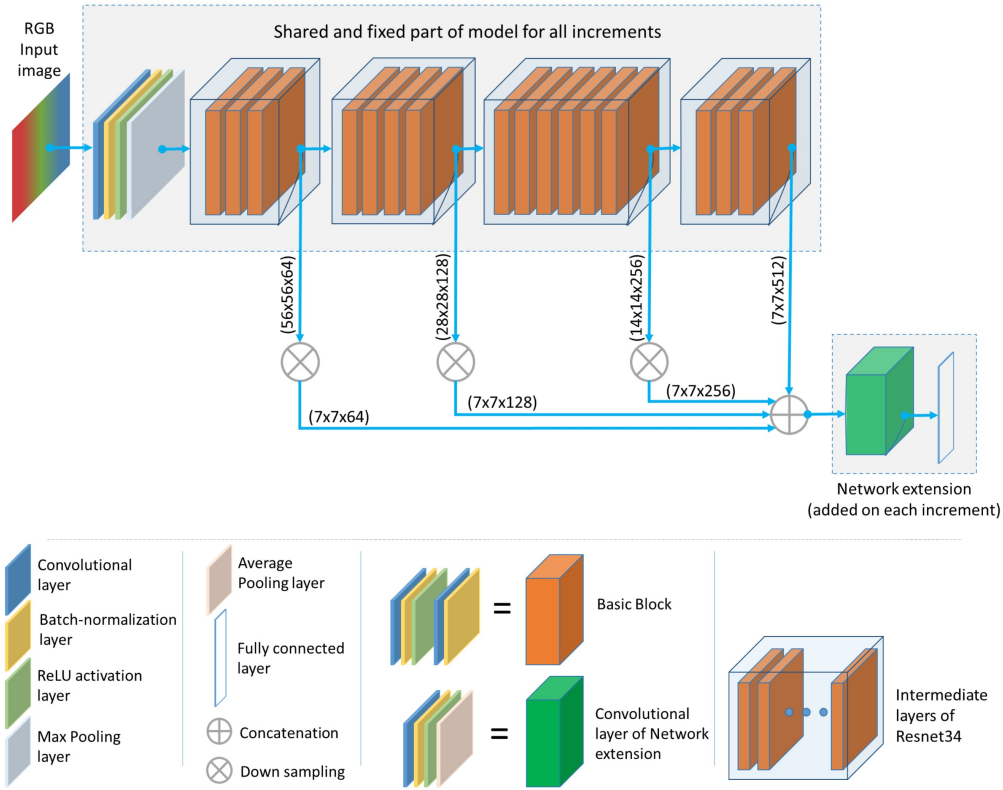 RGB
Input
image
Shared and fixed part of model for all increments
(56x56x64)
(28x28x128)
(14x14x256)
(7x7x512)
(7x7x64)
(7x7x128)
(7x7x256)
Network extension
(added on each increment)
Convolutional
layer
Batch-normalization
layer
ReLU activation
layer
Max Pooling
layer
Average
Pooling layer
Fully connected
layer
Concatenation
Down sampling
=
Basic Block
=
Convolutional
layer of Network
extension
Intermediate
layers of
Resnet34